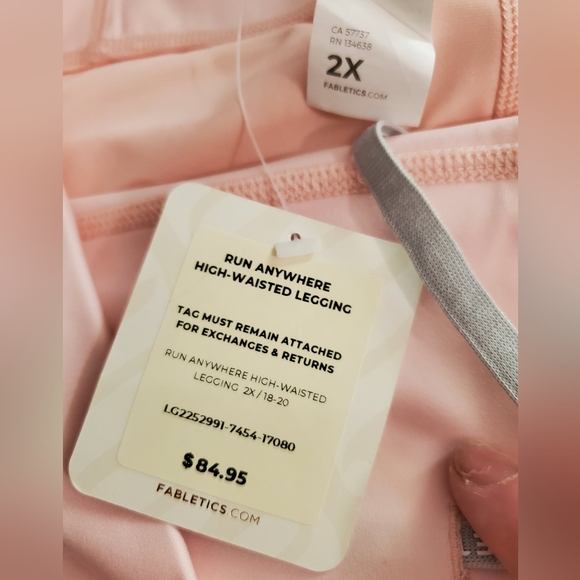 CA 57737
RN 134638
2X
FABLETICS.COM
RUN ANYWHERE
HIGH-WAISTED LEGGING
TAG MUST REMAIN ATTACHED
FOR EXCHANGES & RETURNS
RUN ANYWHERE HIGH-WAISTED
LEGGING 2X / 18-20
LG2252991-7454-17080
$84.95
FABLETICS.COM